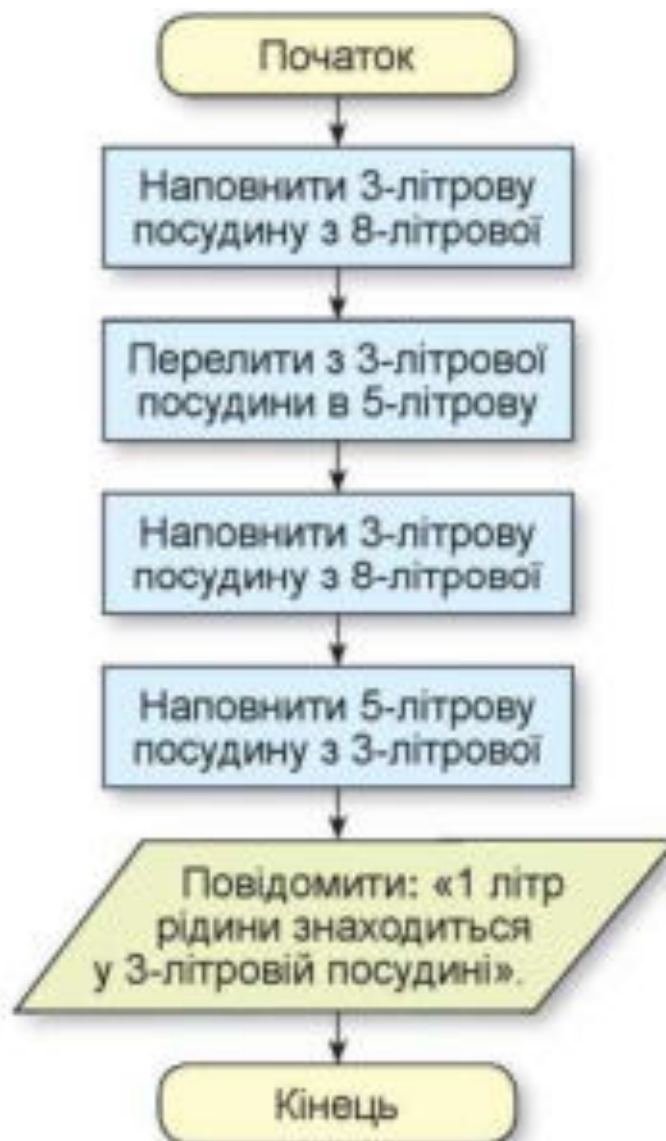 Початок
Наповнити 3-літрову
посудину з 8-літрової
Перелити з 3-літрової
посудини в 5-літрову
Наповнити 3-літрову
посудину з 8-літрової
Наповнити 5-літрову
посудину з 3-літрової
Повідомити: «1 літр
рідини знаходиться
у 3-літровій посудині».
Кінець